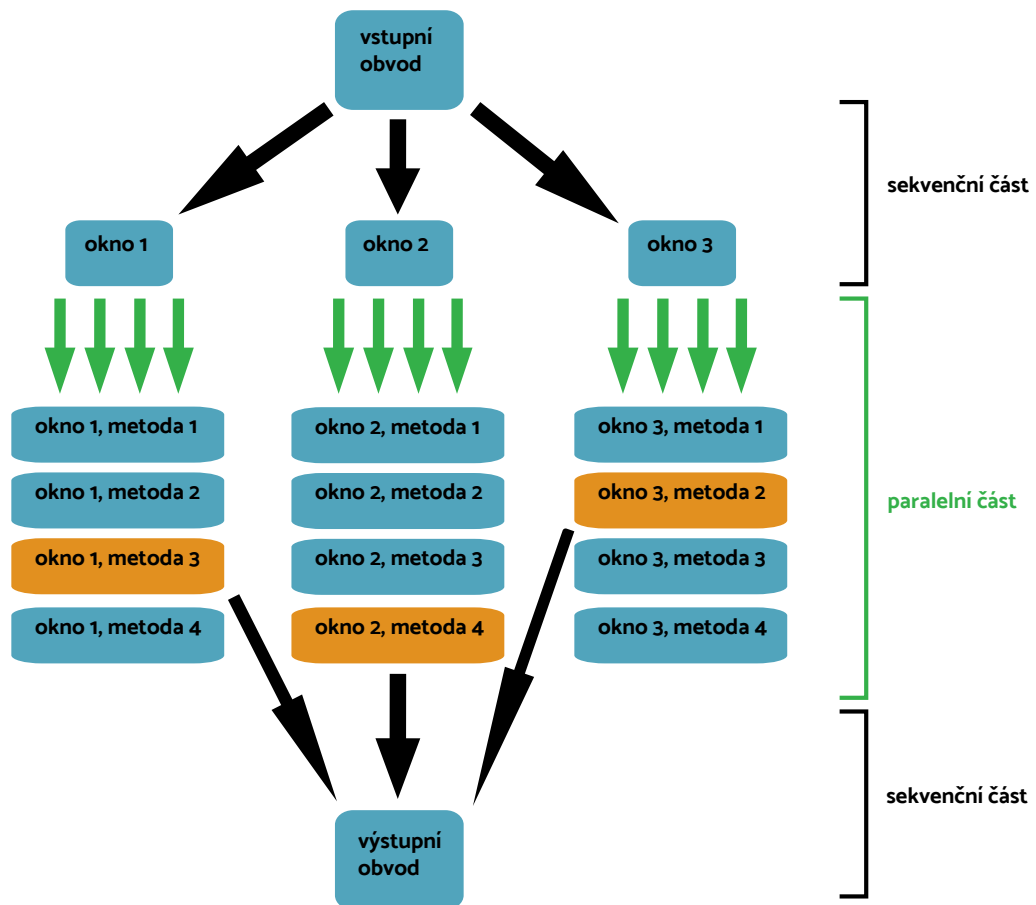 vstupní
obvod
sekvenční část
okno 1
okno 2
okno 3
okno 1, metoda 1
okno 2, metoda 1
okno 3, metoda 1
okno 1, metoda 2
okno 2, metoda 2
okno 3, metoda 2
paralelní část
okno 1, metoda 3
okno 2, metoda 3
okno 3, metoda 3
okno 1, metoda 4
okno 2, metoda 4
okno 3, metoda 4
sekvenční část
výstupní
obvod